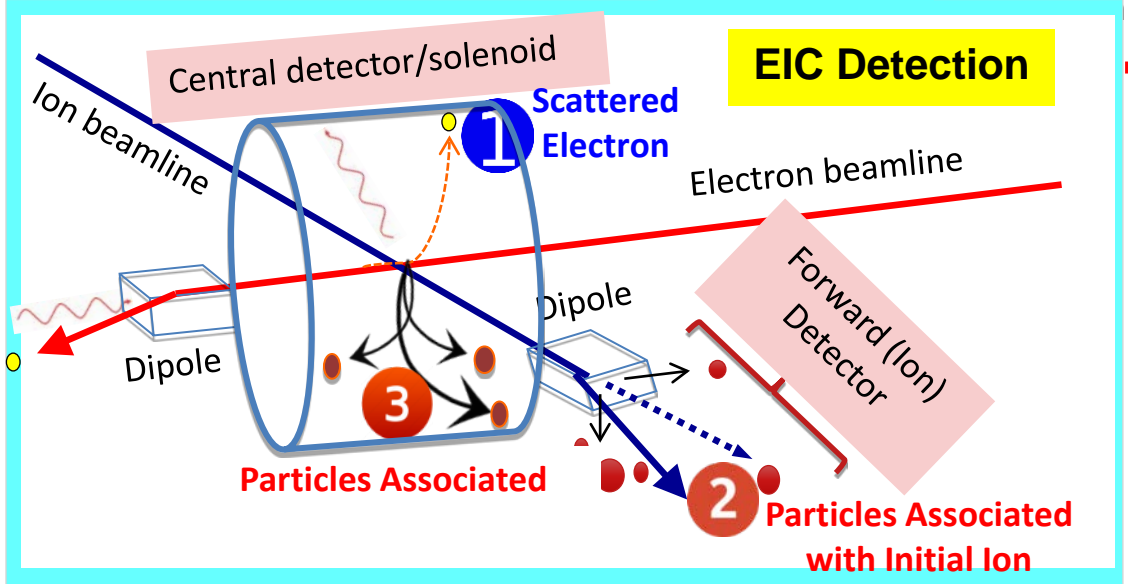 Central detector/solenoid
EIC Detection
Ion beamline
1
Scattered
Electron
Electron beamline
Dipole
Dipole
Forward (Ion)
Detector
3
Particles Associated
2
Particles Associated
with Initial Ion